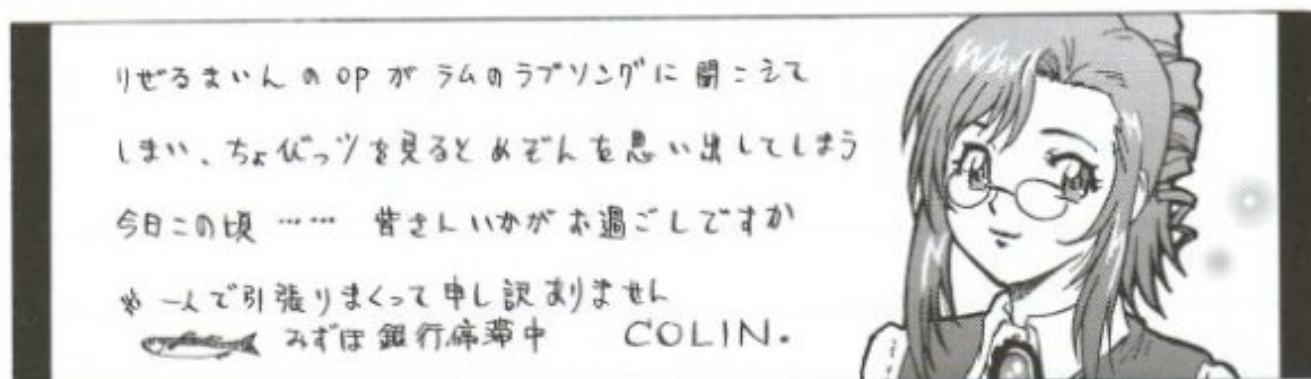 りぜるまいんのOPがラムのラブソングに聞こえて
しまい、ちょびっツを見るとめぞんを思い出してしまう
今日この頃…… 皆さんいかがお過ごしですか
※一人で引張りまくって申し訳ありません
みずほ銀行席滞中 COLIN.